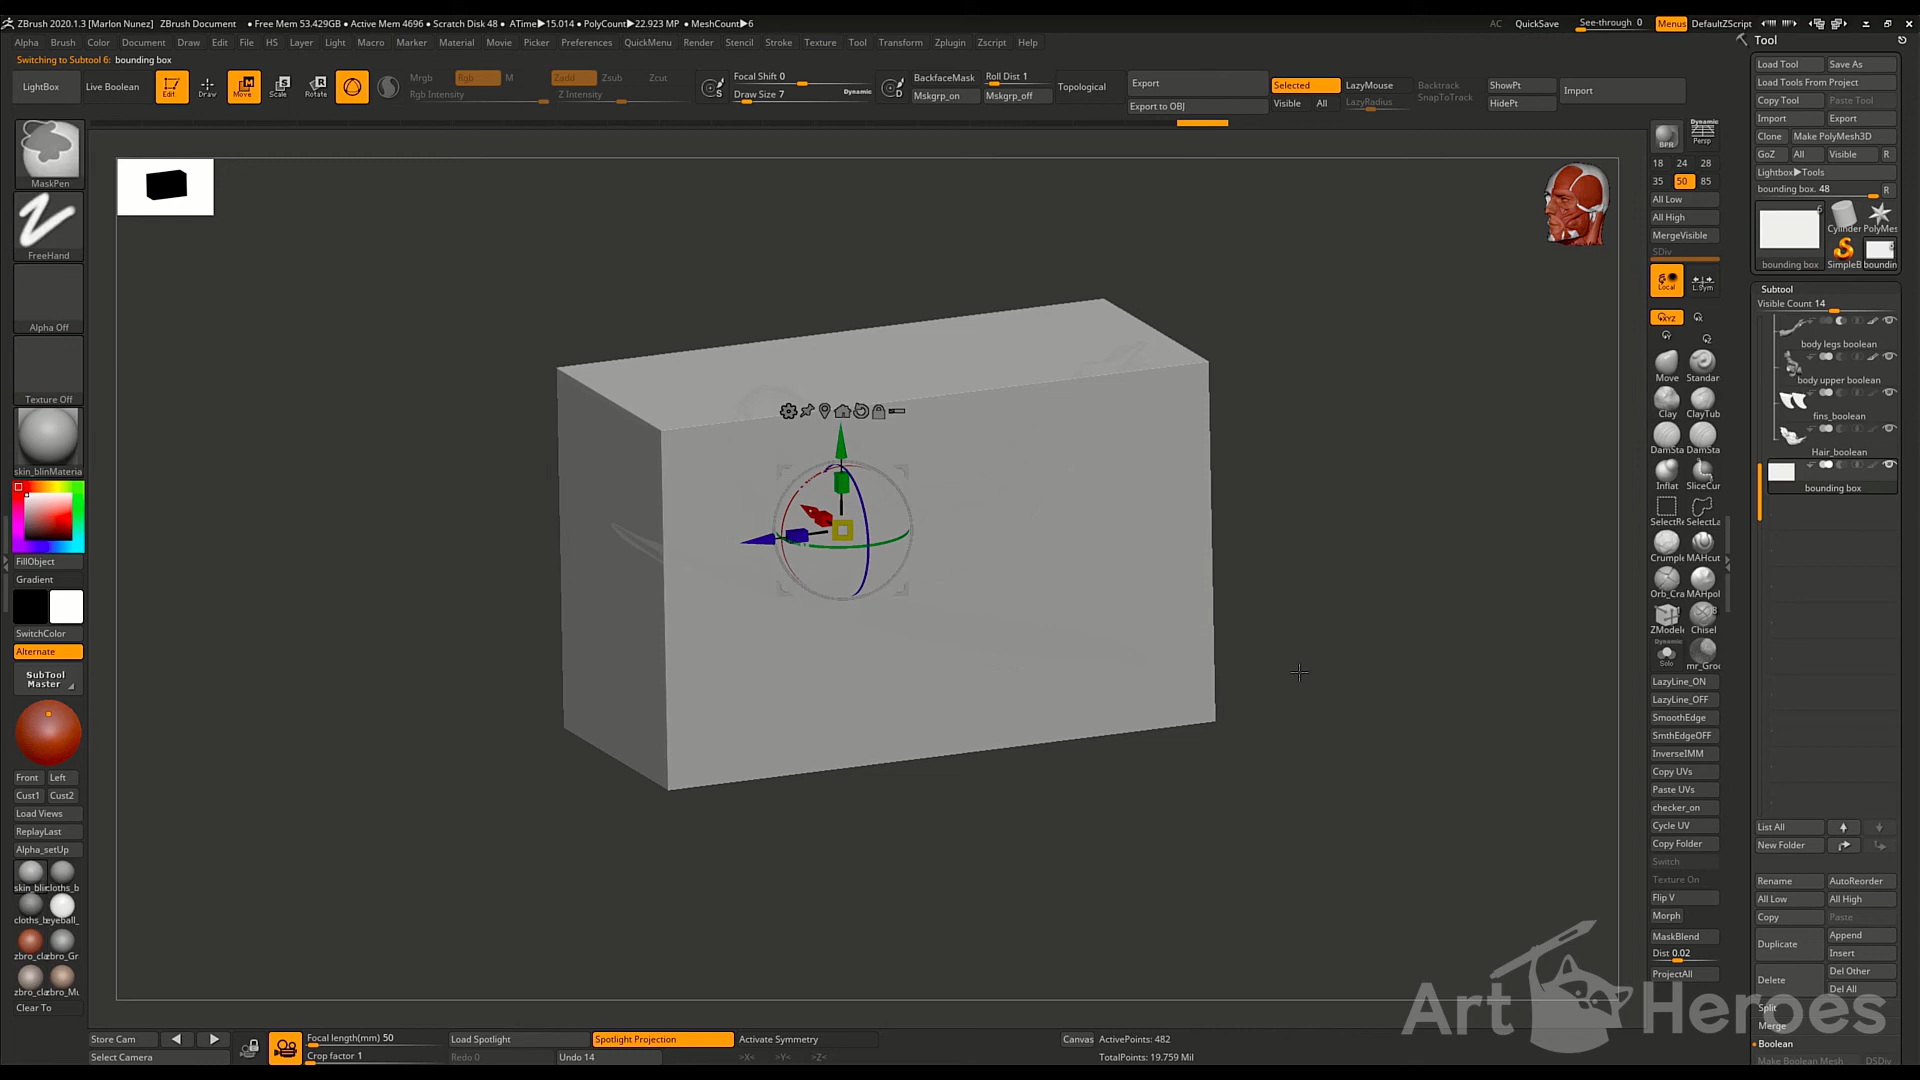 ZBrush 2020.1.3 [Marlon Nunez] ZBrush Document • Free Mem 53.429GB • Active Mem 4696 • Scratch Disk 48 • ATime▶15.014 • PolyCount▶22.923 MP • MeshCount▶6 AC QuickSave See-through 0 Menus DefaultZScript
Alpha Brush Color Document Draw Edit File HS Layer Light Macro Marker Material Movie Picker Preferences QuickMenu Render Stencil Stroke Texture Tool Transform Zplugin Zscript Help
Switching to Subtool 6: bounding box
LightBox Live Boolean Edit Draw Move Scale Rotate
Mrgb Rgb M Zadd Zsub Zcut
Rgb Intensity Z Intensity
Focal Shift 0
Draw Size 7 Dynamic
BackfaceMask Roll Dist 1
Mskgrp_on Mskgrp_off
Topological
Export
Export to OBJ
Selected LazyMouse
Visible All LazyRadius
Backtrack
SnapToTrack
ShowPt
HidePt
Import
MaskPen
FreeHand
Alpha Off
Texture Off
skin_blinMateria
FillObject
Gradient
SwitchColor
Alternate
SubTool
Master
Front Left
Cust1 Cust2
Load Views
ReplayLast
Alpha_setUp
skin_bli cloths_b
cloths_b eyeball_
zbro_cla zbro_Gr
zbro_cla zbro_Mu
Clear To
BPR
Dynamic
Persp
18 24 28
35 50 85
All Low
All High
MergeVisible
SDiv
Local L.Sym
XYZ
Move Standar
Clay ClayTub
DamSta DamSta
Inflat SliceCur
SelectRe SelectLa
Crumple MAHcut
Orb_Cra MAHpol
ZModele Chisel
Dynamic
Solo mr_Groo
LazyLine_ON
LazyLine_OFF
SmoothEdge
SmthEdgeOFF
InverseIMM
Copy UVs
Paste UVs
checker_on
Cycle UV
Copy Folder
Switch
Texture On
Flip V
Morph
MaskBlend
Dist 0.02
ProjectAll
Tool
Load Tool Save As
Load Tools From Project
Copy Tool Paste Tool
Import Export
Clone Make PolyMesh3D
GoZ All Visible R
Lightbox▶Tools
bounding box. 48 R
6
Cylinder PolyMes
bounding box SimpleB boundin
Subtool
Visible Count 14
body legs boolean
body upper boolean
fins_boolean
Hair_boolean
bounding box
List All
New Folder
Rename AutoReorder
All Low All High
Copy Paste
Duplicate Append
Insert
Delete Del Other
Del All
Split
Merge
Boolean
Make Boolean Mesh DSDiv
Store Cam
Select Camera
Focal length(mm) 50
Crop factor 1
Load Spotlight Spotlight Projection Activate Symmetry
Redo 0 Undo 14 >X< >Y< >Z<
Canvas ActivePoints: 482
TotalPoints: 19.759 Mil
Art Heroes